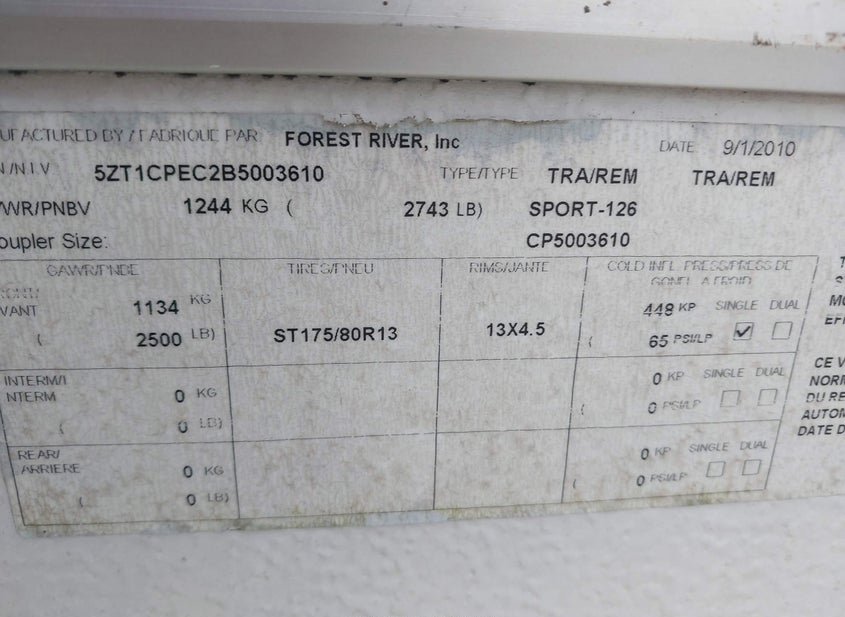 UFACTURED BY / FABRIQUE PAR FOREST RIVER, Inc DATE 9/1/2010
N/N.I.V 5ZT1CPEC2B5003610 TYPE/TYPE TRA/REM TRA/REM
VWR/PNBV 1244 KG ( 2743 LB) SPORT-126
oupler Size: CP5003610
GAWR/PNBE TIRES/PNEU RIMS/JANTE COLD INFL. PRESS/PRESS DE
GONFL A FROID
RONT/
VANT 1134 KG 448 KP SINGLE DUAL
( 2500 LB) ST175/80R13 13X4.5 ( 65 PSI/LP
INTERM/I
NTERM 0 KG 0 KP SINGLE DUAL
( 0 LB) ( 0 PSI/LP
REAR/
ARRIERE 0 KG 0 KP SINGLE DUAL
( 0 LB) ( 0 PSI/LP
T
S
MO
EFF
CE V
NORM
DU RE
AUTOM
DATE D